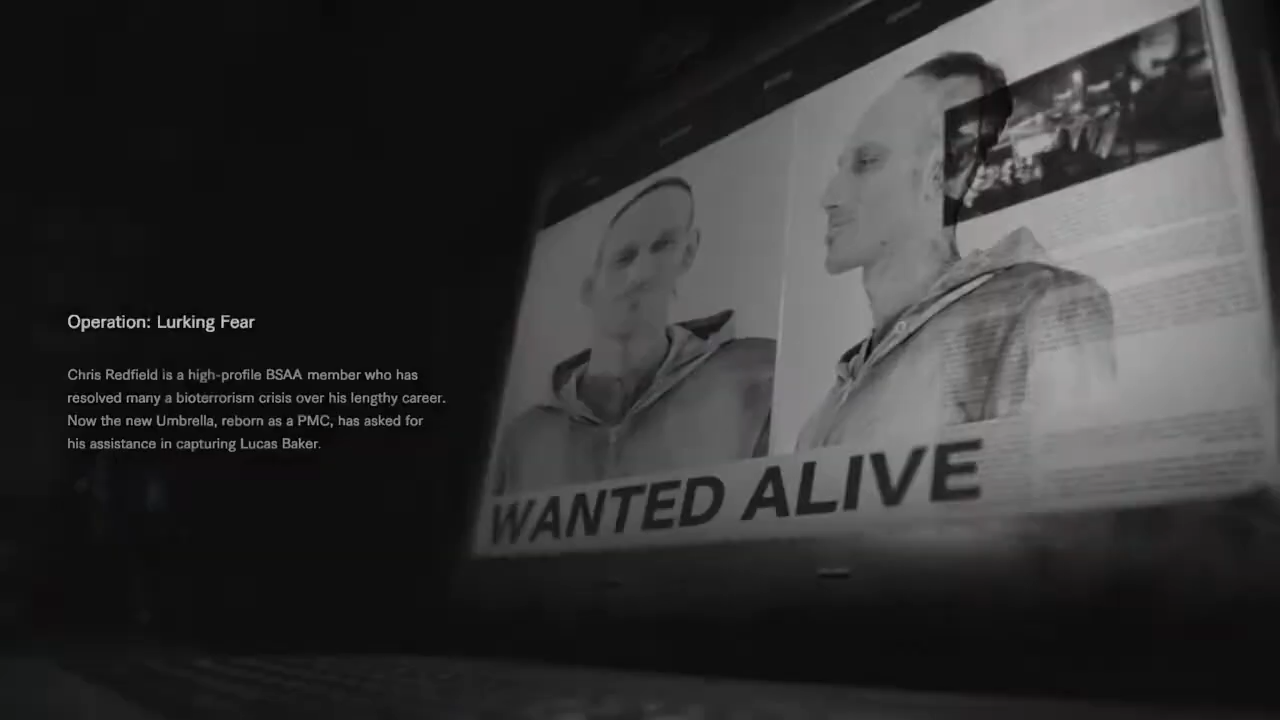 Operation: Lurking Fear
Chris Redfield is a high-profile BSAA member who has
resolved many a bioterrorism crisis over his lengthy career.
Now the new Umbrella, reborn as a PMC, has asked for
his assistance in capturing Lucas Baker.
WANTED ALIVE